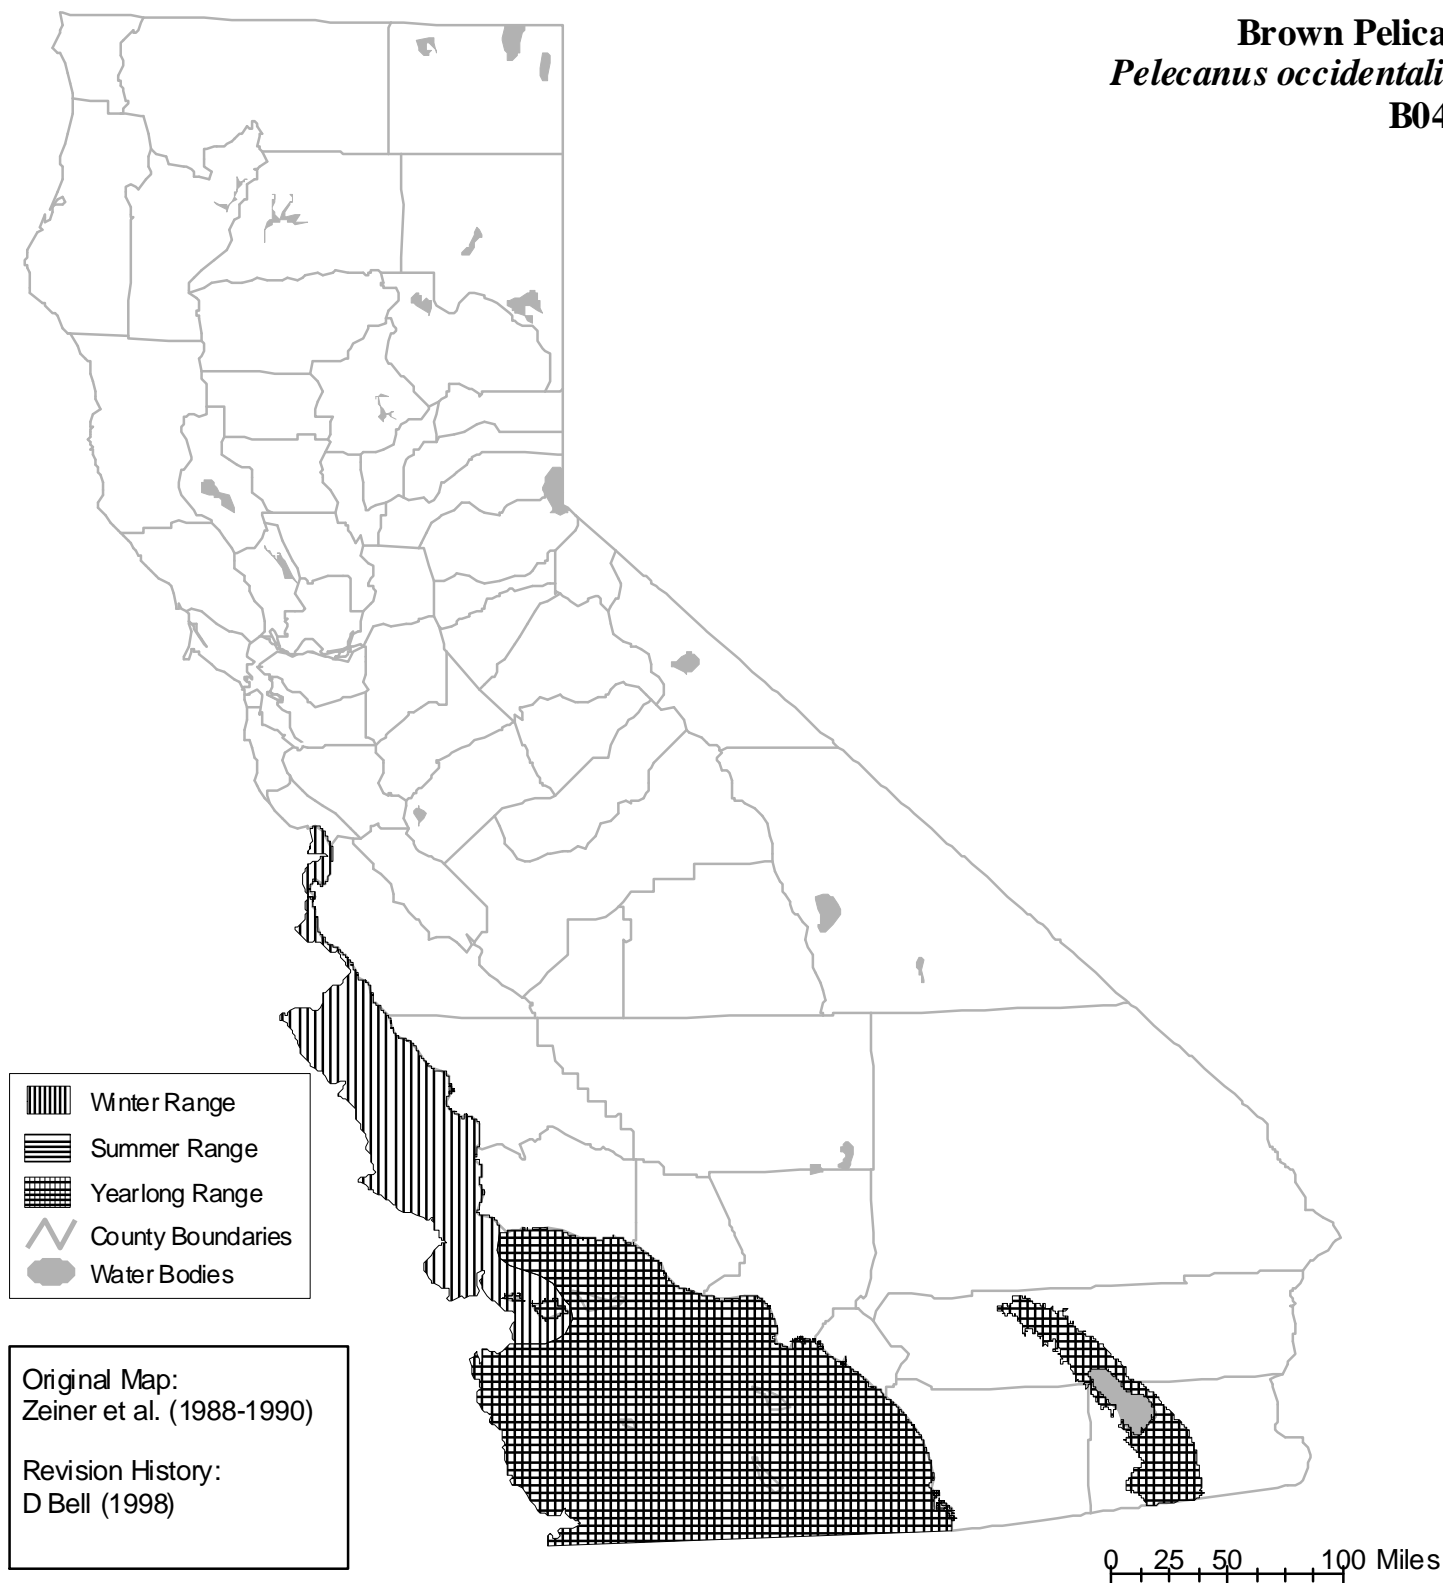 Brown Pelica
Pelecanus occidentali
B04
Winter Range
Summer Range
Yearlong Range
County Boundaries
Water Bodies
Original Map:
Zeiner et al. (1988-1990)
Revision History:
D Bell (1998)
0 25 50 100 Miles